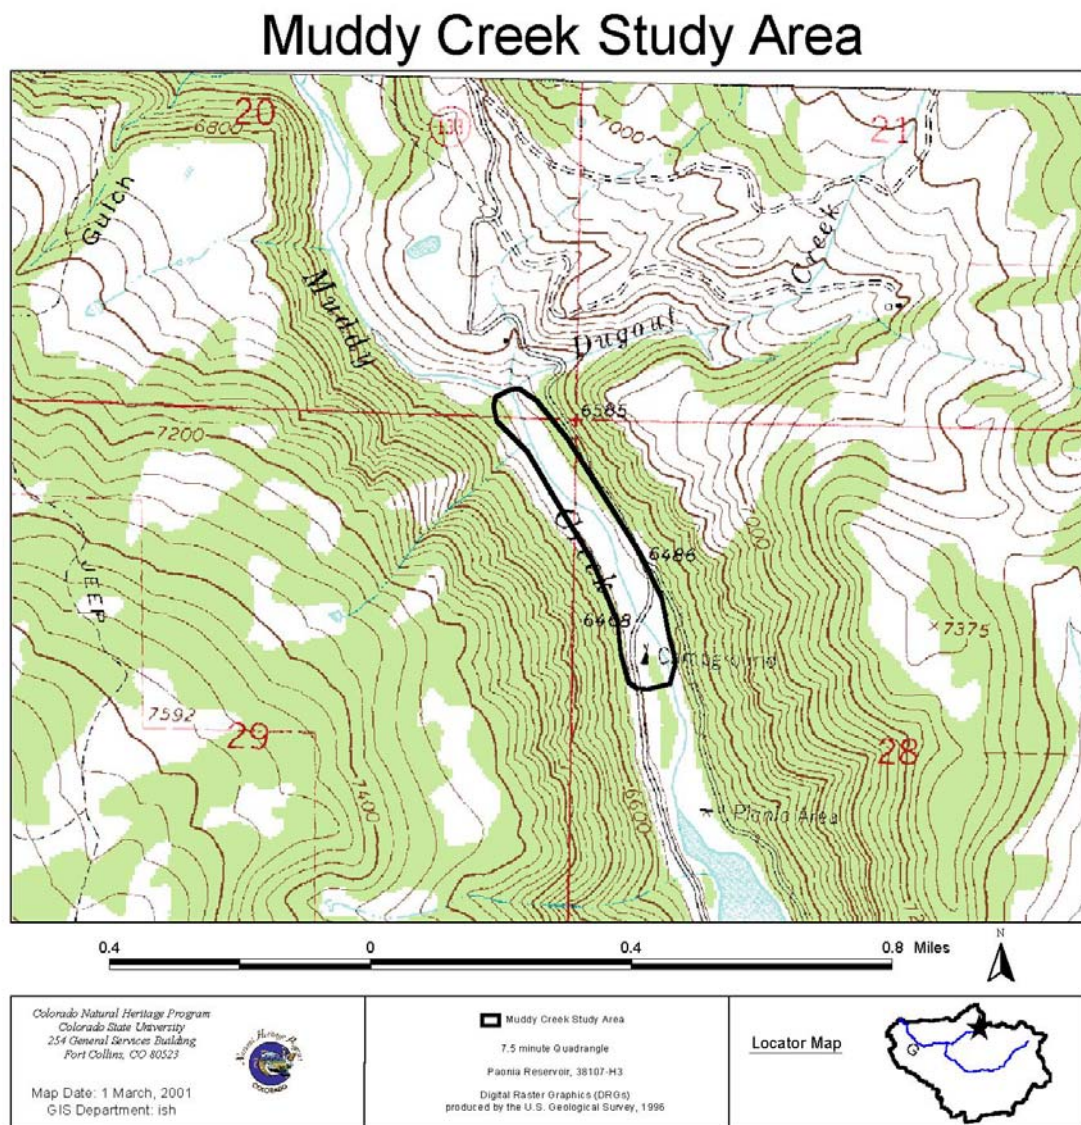 Muddy Creek Study Area
20
133
7000
21
6800
Gulch
Creek
Muddy
Dugout
6585
7200
Creek
6486
JEEP
6468
7375
Campground
7592
29
28
7400
6600
Picnic Area
0.4
0
0.4
0.8 Miles
N
Colorado Natural Heritage Program
Colorado State University
254 General Services Building
Fort Collins, CO 80523
Map Date: 1 March, 2001
GIS Department: ish
COLORADO
Muddy Creek Study Area
7.5 minute Quadrangle
Paonia Reservoir, 38107-H3
Digital Raster Graphics (DRGs)
produced by the U.S. Geological Survey, 1996
Locator Map
G